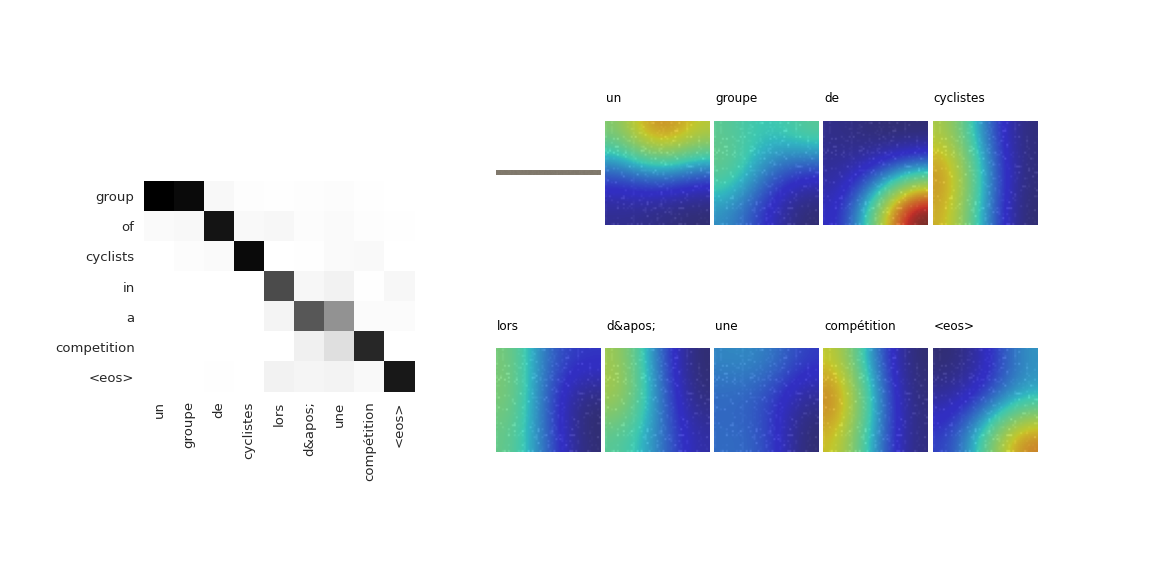 group
of
cyclists
in
a
competition
<eos>
un
groupe
de
cyclistes
lors
d&apos;
une
compétition
<eos>
un groupe de cyclistes
lors d&apos; une compétition <eos>